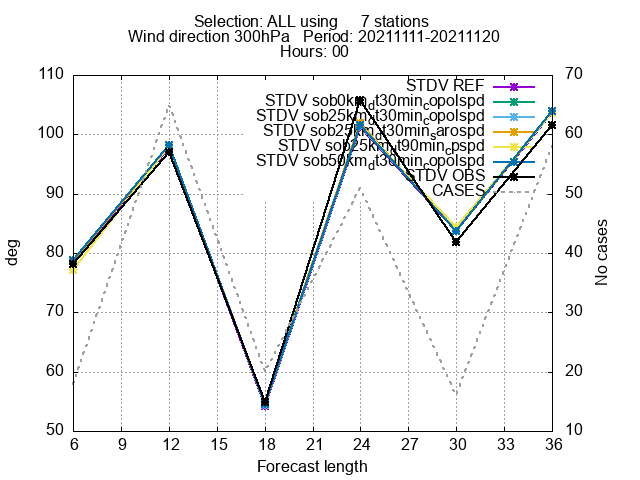 Selection: ALL using 7 stations
Wind direction 300hPa Period: 20211111-20211120
Hours: 00
110
100
90
80
70
60
50
deg
70
60
50
40
30
20
10
No cases
STDV REF
STDV sob0km_dt30min_copolspd
STDV sob25km_dt30min_copolspd
STDV sob25km_dt30min_sarospd
STDV sob25km_dt90min_cpspd
STDV sob50km_dt30min_copolspd
STDV OBS
CASES
6 9 12 15 18 21 24 27 30 33 36
Forecast length